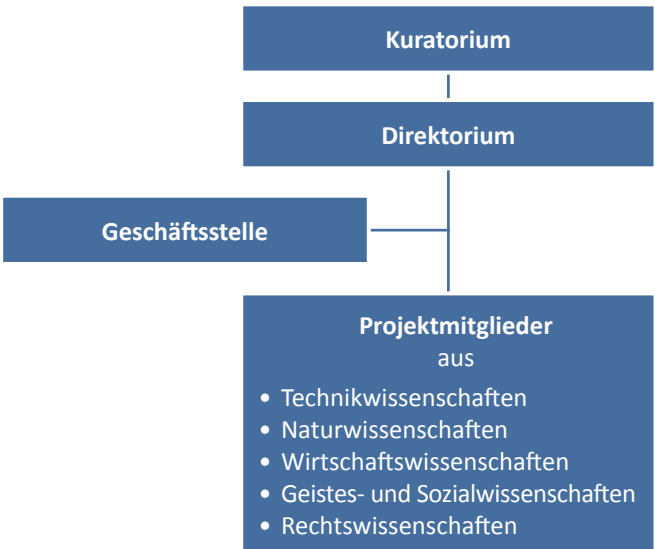 Kuratorium
Direktorium
Geschäftsstelle
Projektmitglieder
aus
• Technikwissenschaften
• Naturwissenschaften
• Wirtschaftswissenschaften
• Geistes- und Sozialwissenschaften
• Rechtswissenschaften